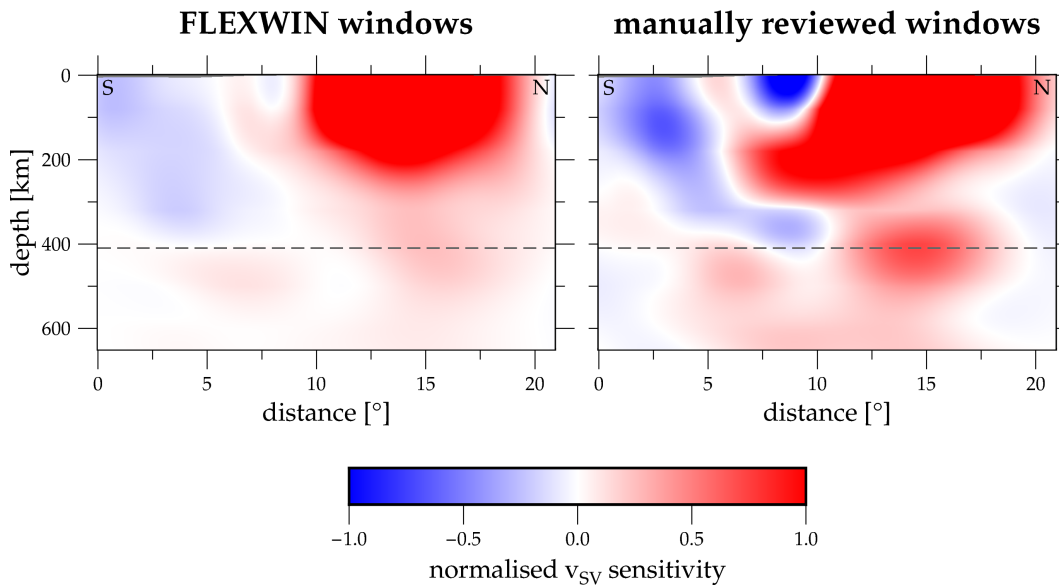 FLEXWIN windows
manually reviewed windows
S
N
S
N
0
200
400
600
depth [km]
0
5
10
15
20
0
5
10
15
20
distance [°]
distance [°]
−1.0
−0.5
0.0
0.5
1.0
normalised vSV sensitivity